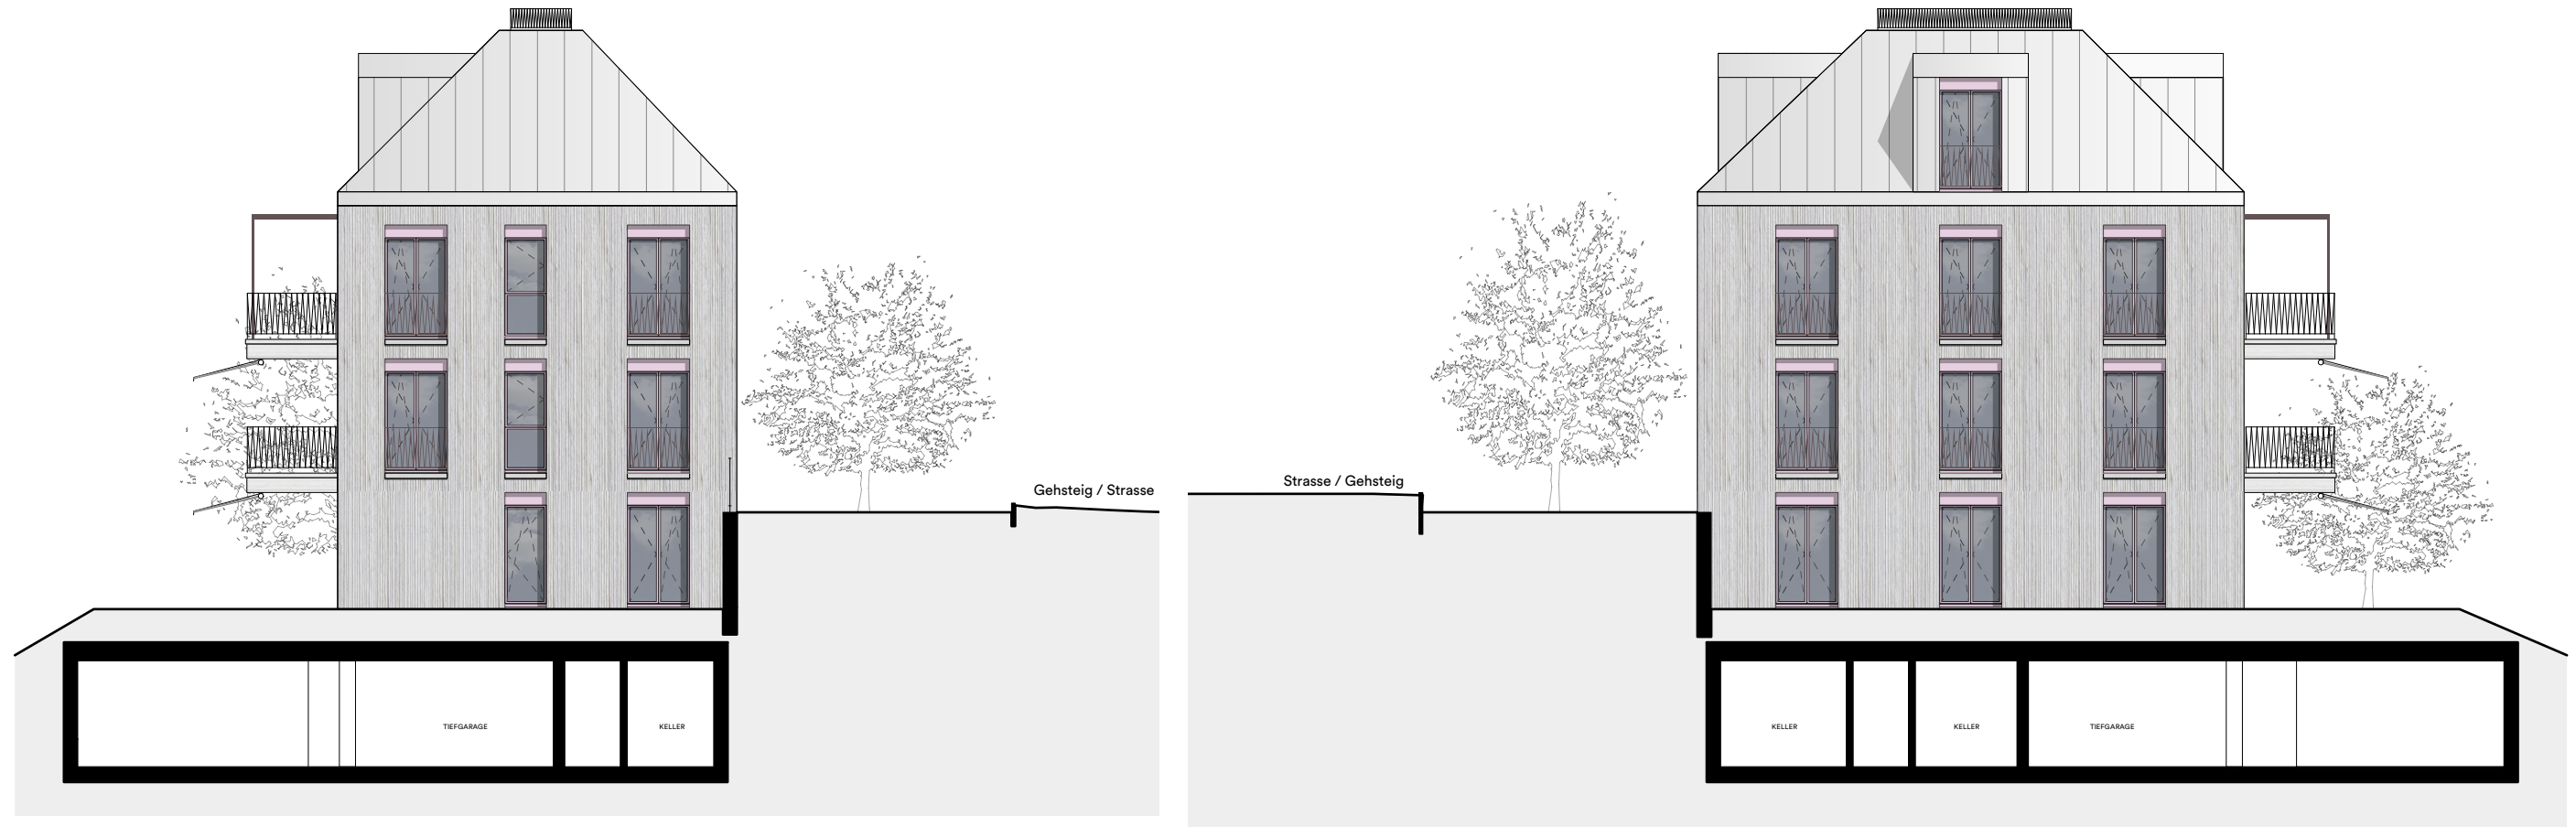 Gehsteig / Strasse
Strasse / Gehsteig
TIEFGARAGE
KELLER
KELLER
KELLER
TIEFGARAGE